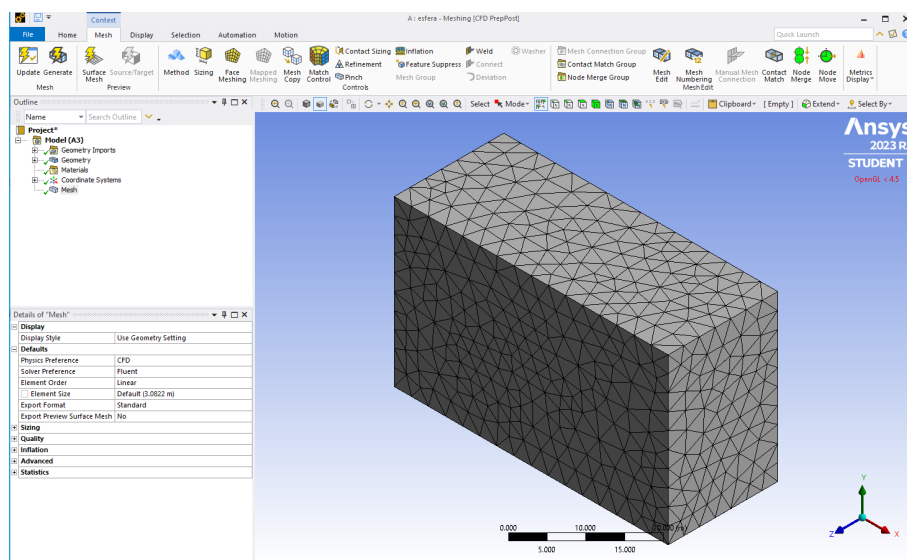 Context
A : esfera - Meshing [CFD PrepPost]
File Home Mesh Display Selection Automation Motion Quick Launch
Update Generate
Mesh
Surface Mesh Source/Target
Preview
Method Sizing Face Meshing Mapped Meshing Mesh Copy Match Control
Contact Sizing Inflation
Refinement Feature Suppress
Pinch Mesh Group
Controls
Weld Washer
Connect
Deviation
Mesh Connection Group
Contact Match Group
Node Merge Group
Mesh Edit Mesh Numbering Manual Mesh Connection Contact Match Node Merge Node Move
Mesh Edit
Metrics Display
Outline
Name Search Outline
Select Mode Clipboard [ Empty ] Extend Select By
Project*
Model (A3)
Geometry Imports
Geometry
Materials
Coordinate Systems
Mesh
Ansys
2023 R
STUDENT
OpenGL < 4.5
Details of "Mesh"
Display
Display Style Use Geometry Setting
Defaults
Physics Preference CFD
Solver Preference Fluent
Element Order Linear
Element Size Default (3.0822 m)
Export Format Standard
Export Preview Surface Mesh No
Sizing
Quality
Inflation
Advanced
Statistics
0.000 10.000
5.000 15.000
Y
Z X